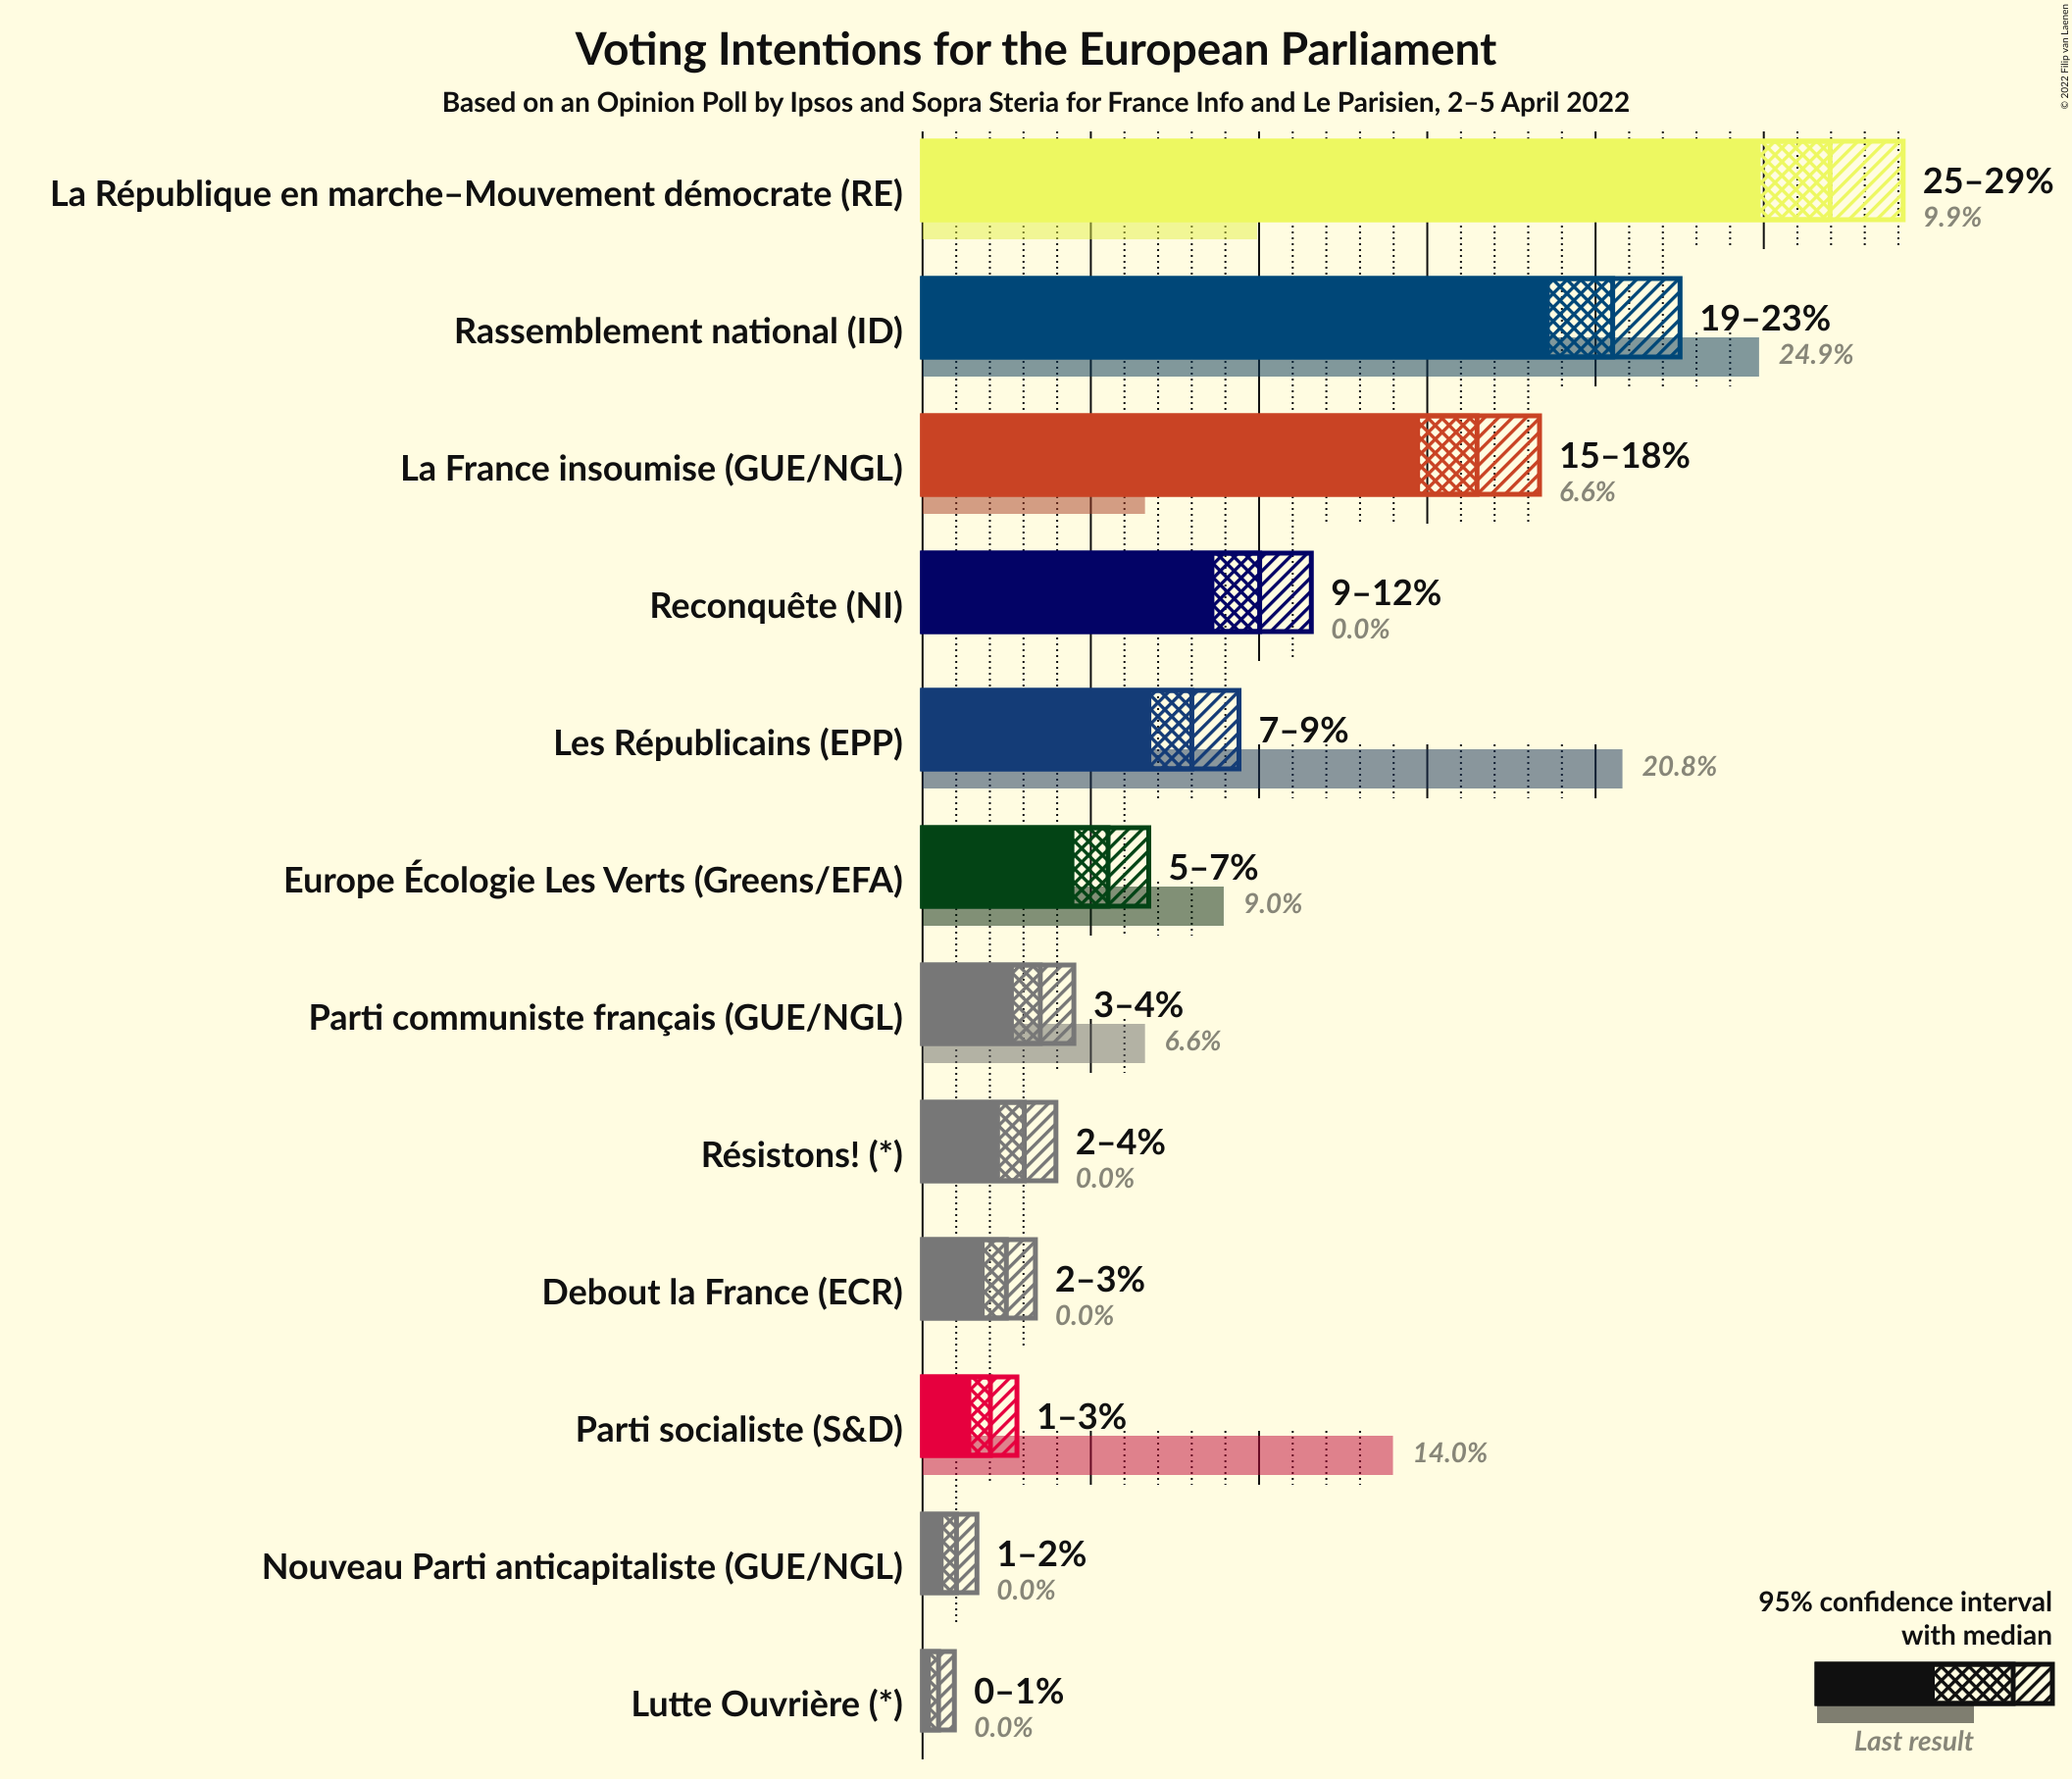 Voting Intentions for the European Parliament
Based on an Opinion Poll by Ipsos and Sopra Steria for France Info and Le Parisien, 2–5 April 2022
© 2022 Filip van Laenen
La République en marche–Mouvement démocrate (RE)
25–29%
9.9%
Rassemblement national (ID)
19–23%
24.9%
La France insoumise (GUE/NGL)
15–18%
6.6%
Reconquête (NI)
9–12%
0.0%
Les Républicains (EPP)
7–9%
20.8%
Europe Écologie Les Verts (Greens/EFA)
5–7%
9.0%
Parti communiste français (GUE/NGL)
3–4%
6.6%
Résistons! (*)
2–4%
0.0%
Debout la France (ECR)
2–3%
0.0%
Parti socialiste (S&D)
1–3%
14.0%
Nouveau Parti anticapitaliste (GUE/NGL)
1–2%
0.0%
Lutte Ouvrière (*)
0–1%
0.0%
95% confidence interval
with median
Last result